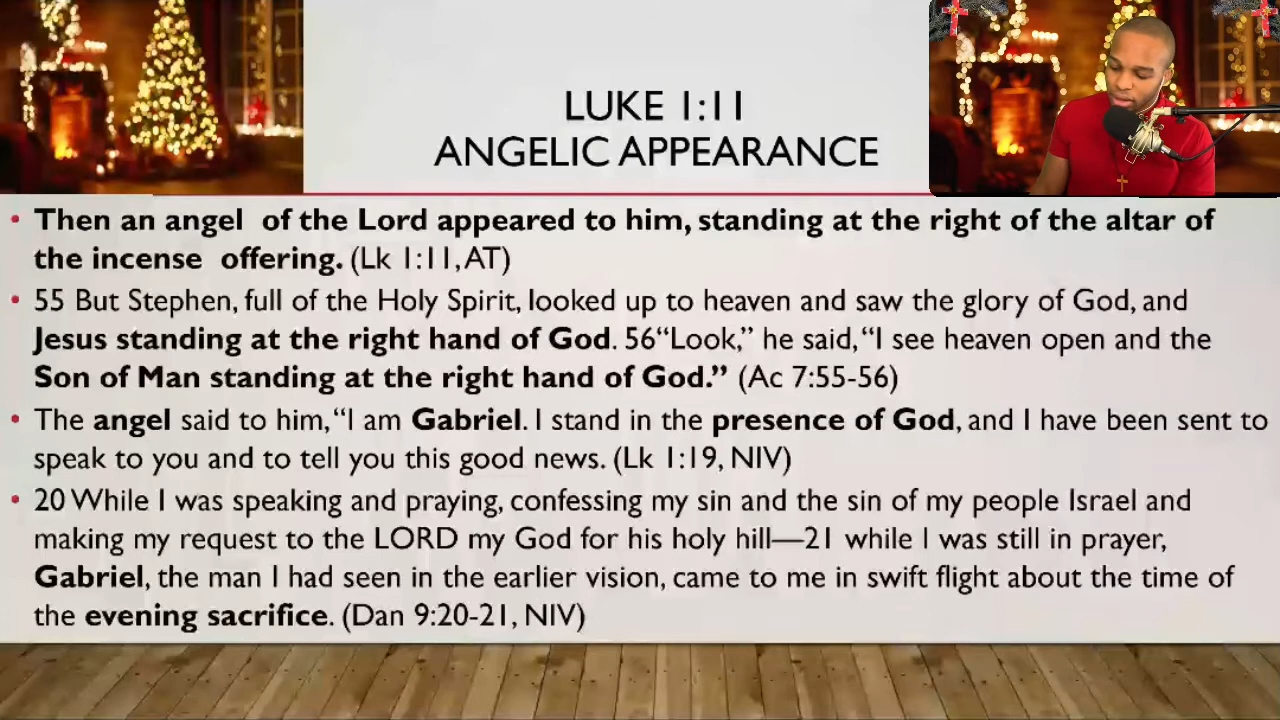 LUKE 1:11
ANGELIC APPEARANCE
• Then an angel of the Lord appeared to him, standing at the right of the altar of
the incense offering. (Lk 1:11, AT)
• 55 But Stephen, full of the Holy Spirit, looked up to heaven and saw the glory of God, and
Jesus standing at the right hand of God. 56“Look,” he said, “I see heaven open and the
Son of Man standing at the right hand of God.” (Ac 7:55-56)
• The angel said to him, “I am Gabriel. I stand in the presence of God, and I have been sent to
speak to you and to tell you this good news. (Lk 1:19, NIV)
• 20 While I was speaking and praying, confessing my sin and the sin of my people Israel and
making my request to the LORD my God for his holy hill—21 while I was still in prayer,
Gabriel, the man I had seen in the earlier vision, came to me in swift flight about the time of
the evening sacrifice. (Dan 9:20-21, NIV)